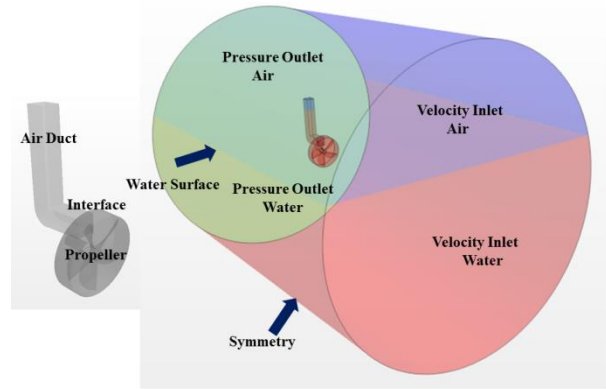 Air Duct
Interface
Propeller
Pressure Outlet
Air
Water Surface
Pressure Outlet
Water
Velocity Inlet
Air
Velocity Inlet
Water
Symmetry